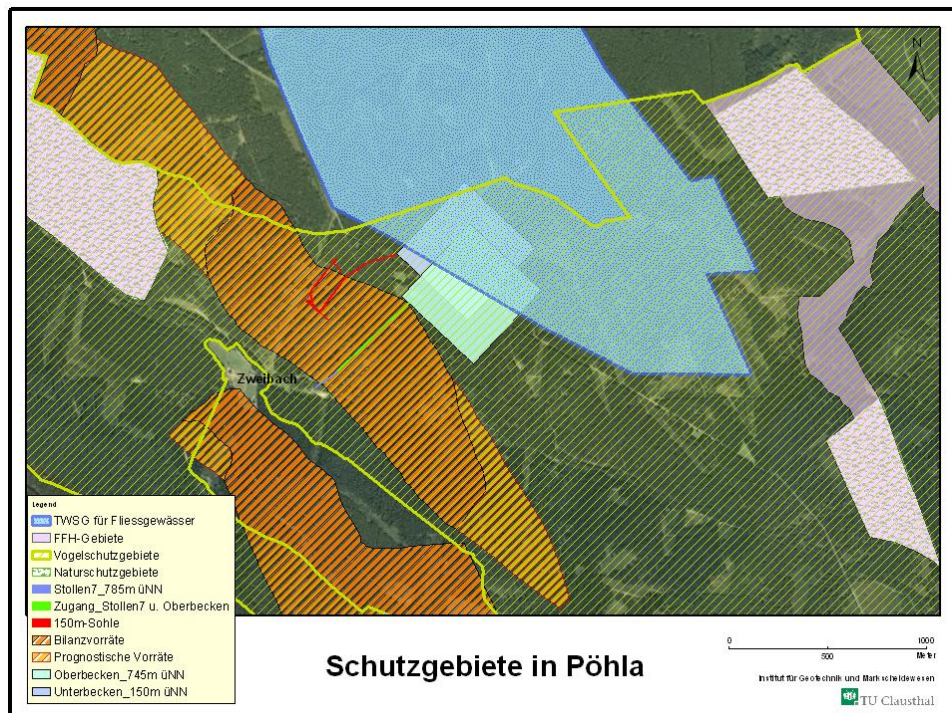 N
Zweibach
Legend
TWSG für Fliessgewässer
FFH-Gebiete
Vogelschutzgebiete
Naturschutzgebiete
Stollen7_785m üNN
Zugang_Stollen7 u. Oberbecken
150m-Sohle
Bilanzvorräte
Prognostische Vorräte
Oberbecken_745m üNN
Unterbecken_150m üNN
Schutzgebiete in Pöhla
0 1000
500 Meter
Institut für Geotechnik und Markscheidewesen
TU Clausthal